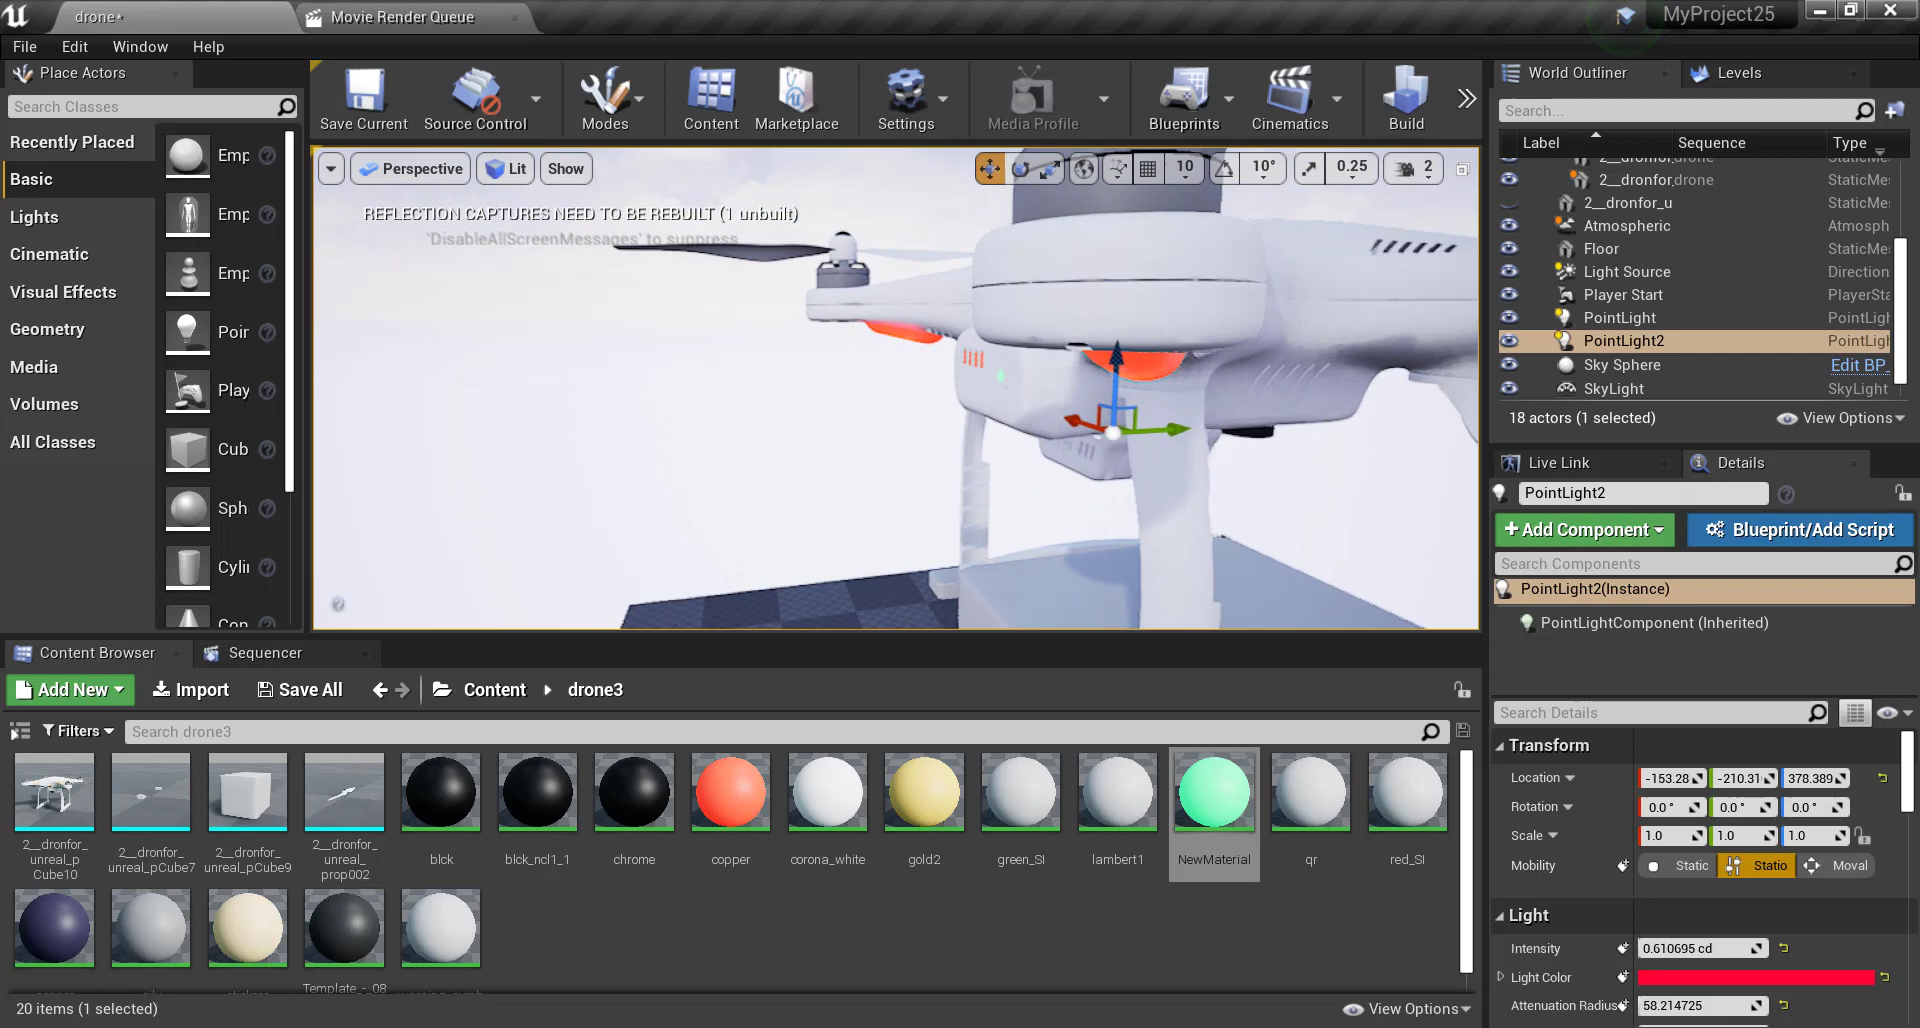 drone*
Movie Render Queue
MyProject25
File Edit Window Help
Place Actors
Search Classes
Recently Placed
Basic
Lights
Cinematic
Visual Effects
Geometry
Media
Volumes
All Classes
Emp
Emp
Emp
Poir
Play
Cub
Sph
Cylii
Save Current
Source Control
Modes
Content
Marketplace
Settings
Media Profile
Blueprints
Cinematics
Build
Perspective
Lit
Show
10
10°
0.25
2
REFLECTION CAPTURES NEED TO BE REBUILT (1 unbuilt)
'DisableAllScreenMessages' to suppress
World Outliner
Levels
Search...
Label Sequence Type
2__dronfor.drone StaticMe:
2__dronfor.drone StaticMe:
2__dronfor_u StaticMe:
Atmospheric Atmosph
Floor StaticMe:
Light Source Direction
Player Start PlayerSta
PointLight PointLigh
PointLight2 PointLigh
Sky Sphere Edit BP_
SkyLight SkyLight
18 actors (1 selected)
View Options
Live Link
Details
PointLight2
+Add Component
Blueprint/Add Script
Search Components
PointLight2(Instance)
PointLightComponent (Inherited)
Search Details
Transform
Location -153.28 -210.31 378.389
Rotation 0.0 ° 0.0 ° 0.0 °
Scale 1.0 1.0 1.0
Mobility Static Statio Moval
Light
Intensity 0.610695 cd
Light Color
Attenuation Radius 58.214725
Content Browser
Sequencer
Add New
Import
Save All
Content
drone3
Filters
Search drone3
2__dronfor_
unreal_p
Cube10
2__dronfor_
unreal_pCube7
2__dronfor_
unreal_pCube9
2__dronfor_
unreal_
prop002
blck
blck_ncl1_1
chrome
copper
corona_white
gold2
green_SI
lambert1
NewMaterial
qr
red_SI
Template_-_08
20 items (1 selected)
View Options